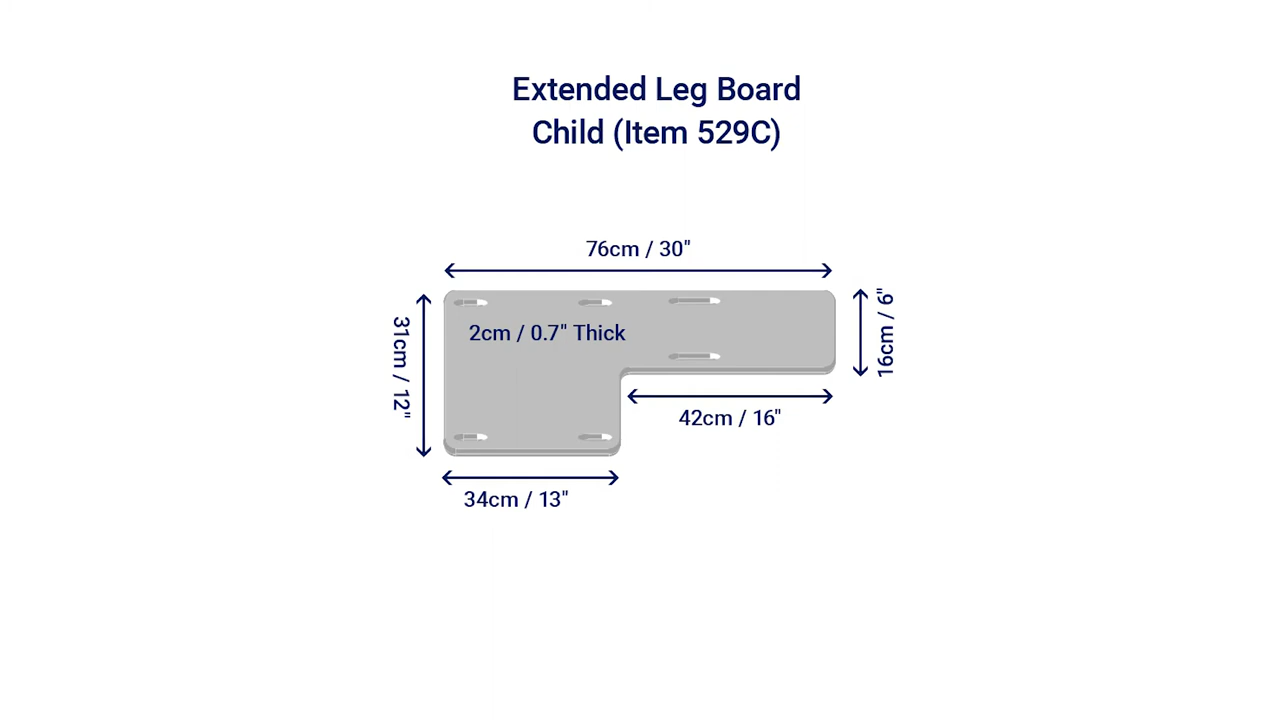 Extended Leg Board
Child (Item 529C)
76cm / 30"
31cm / 12"
2cm / 0.7" Thick
16cm / 6"
42cm / 16"
34cm / 13"